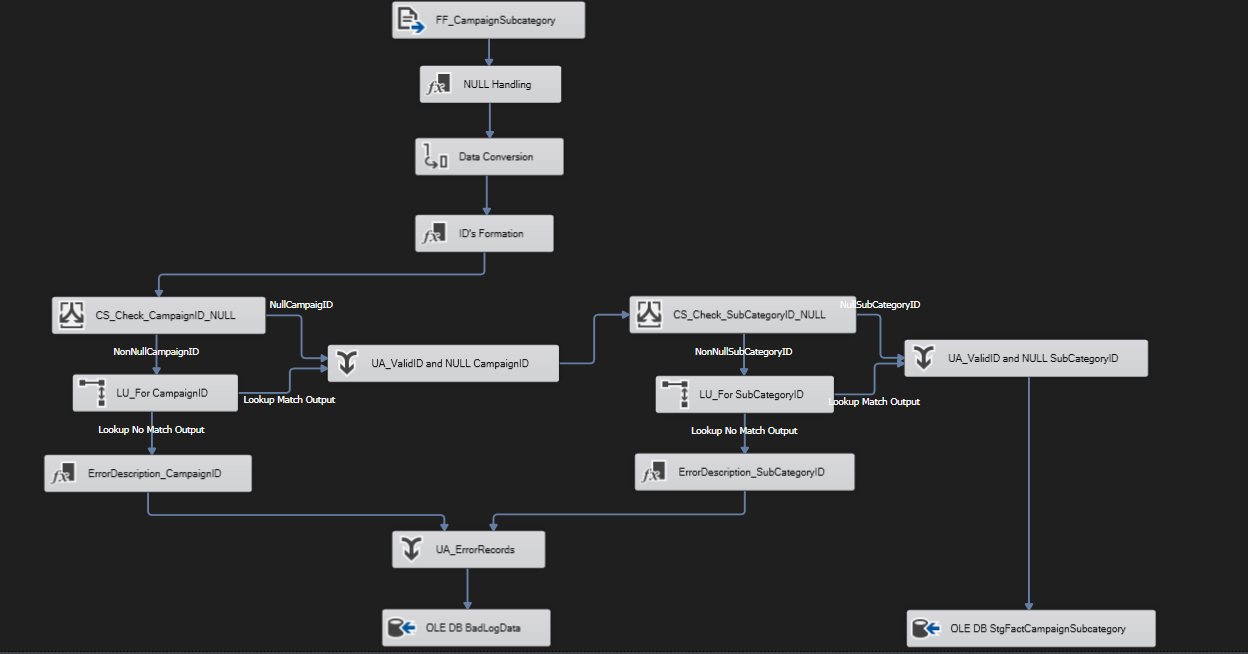 FF_CampaignSubcategory
NULL Handling
Data Conversion
ID's Formation
CS_Check_CampaignID_NULL
NullCampaigID
NonNullCampaignID
UA_ValidID and NULL CampaignID
LU_For CampaignID
Lookup Match Output
Lookup No Match Output
ErrorDescription_CampaignID
CS_Check_SubCategoryID_NULL
NullSubCategoryID
NonNullSubCategoryID
UA_ValidID and NULL SubCategoryID
LU_For SubCategoryID
Lookup Match Output
Lookup No Match Output
ErrorDescription_SubCategoryID
UA_ErrorRecords
OLE DB BadLogData
OLE DB StgFactCampaignSubcategory